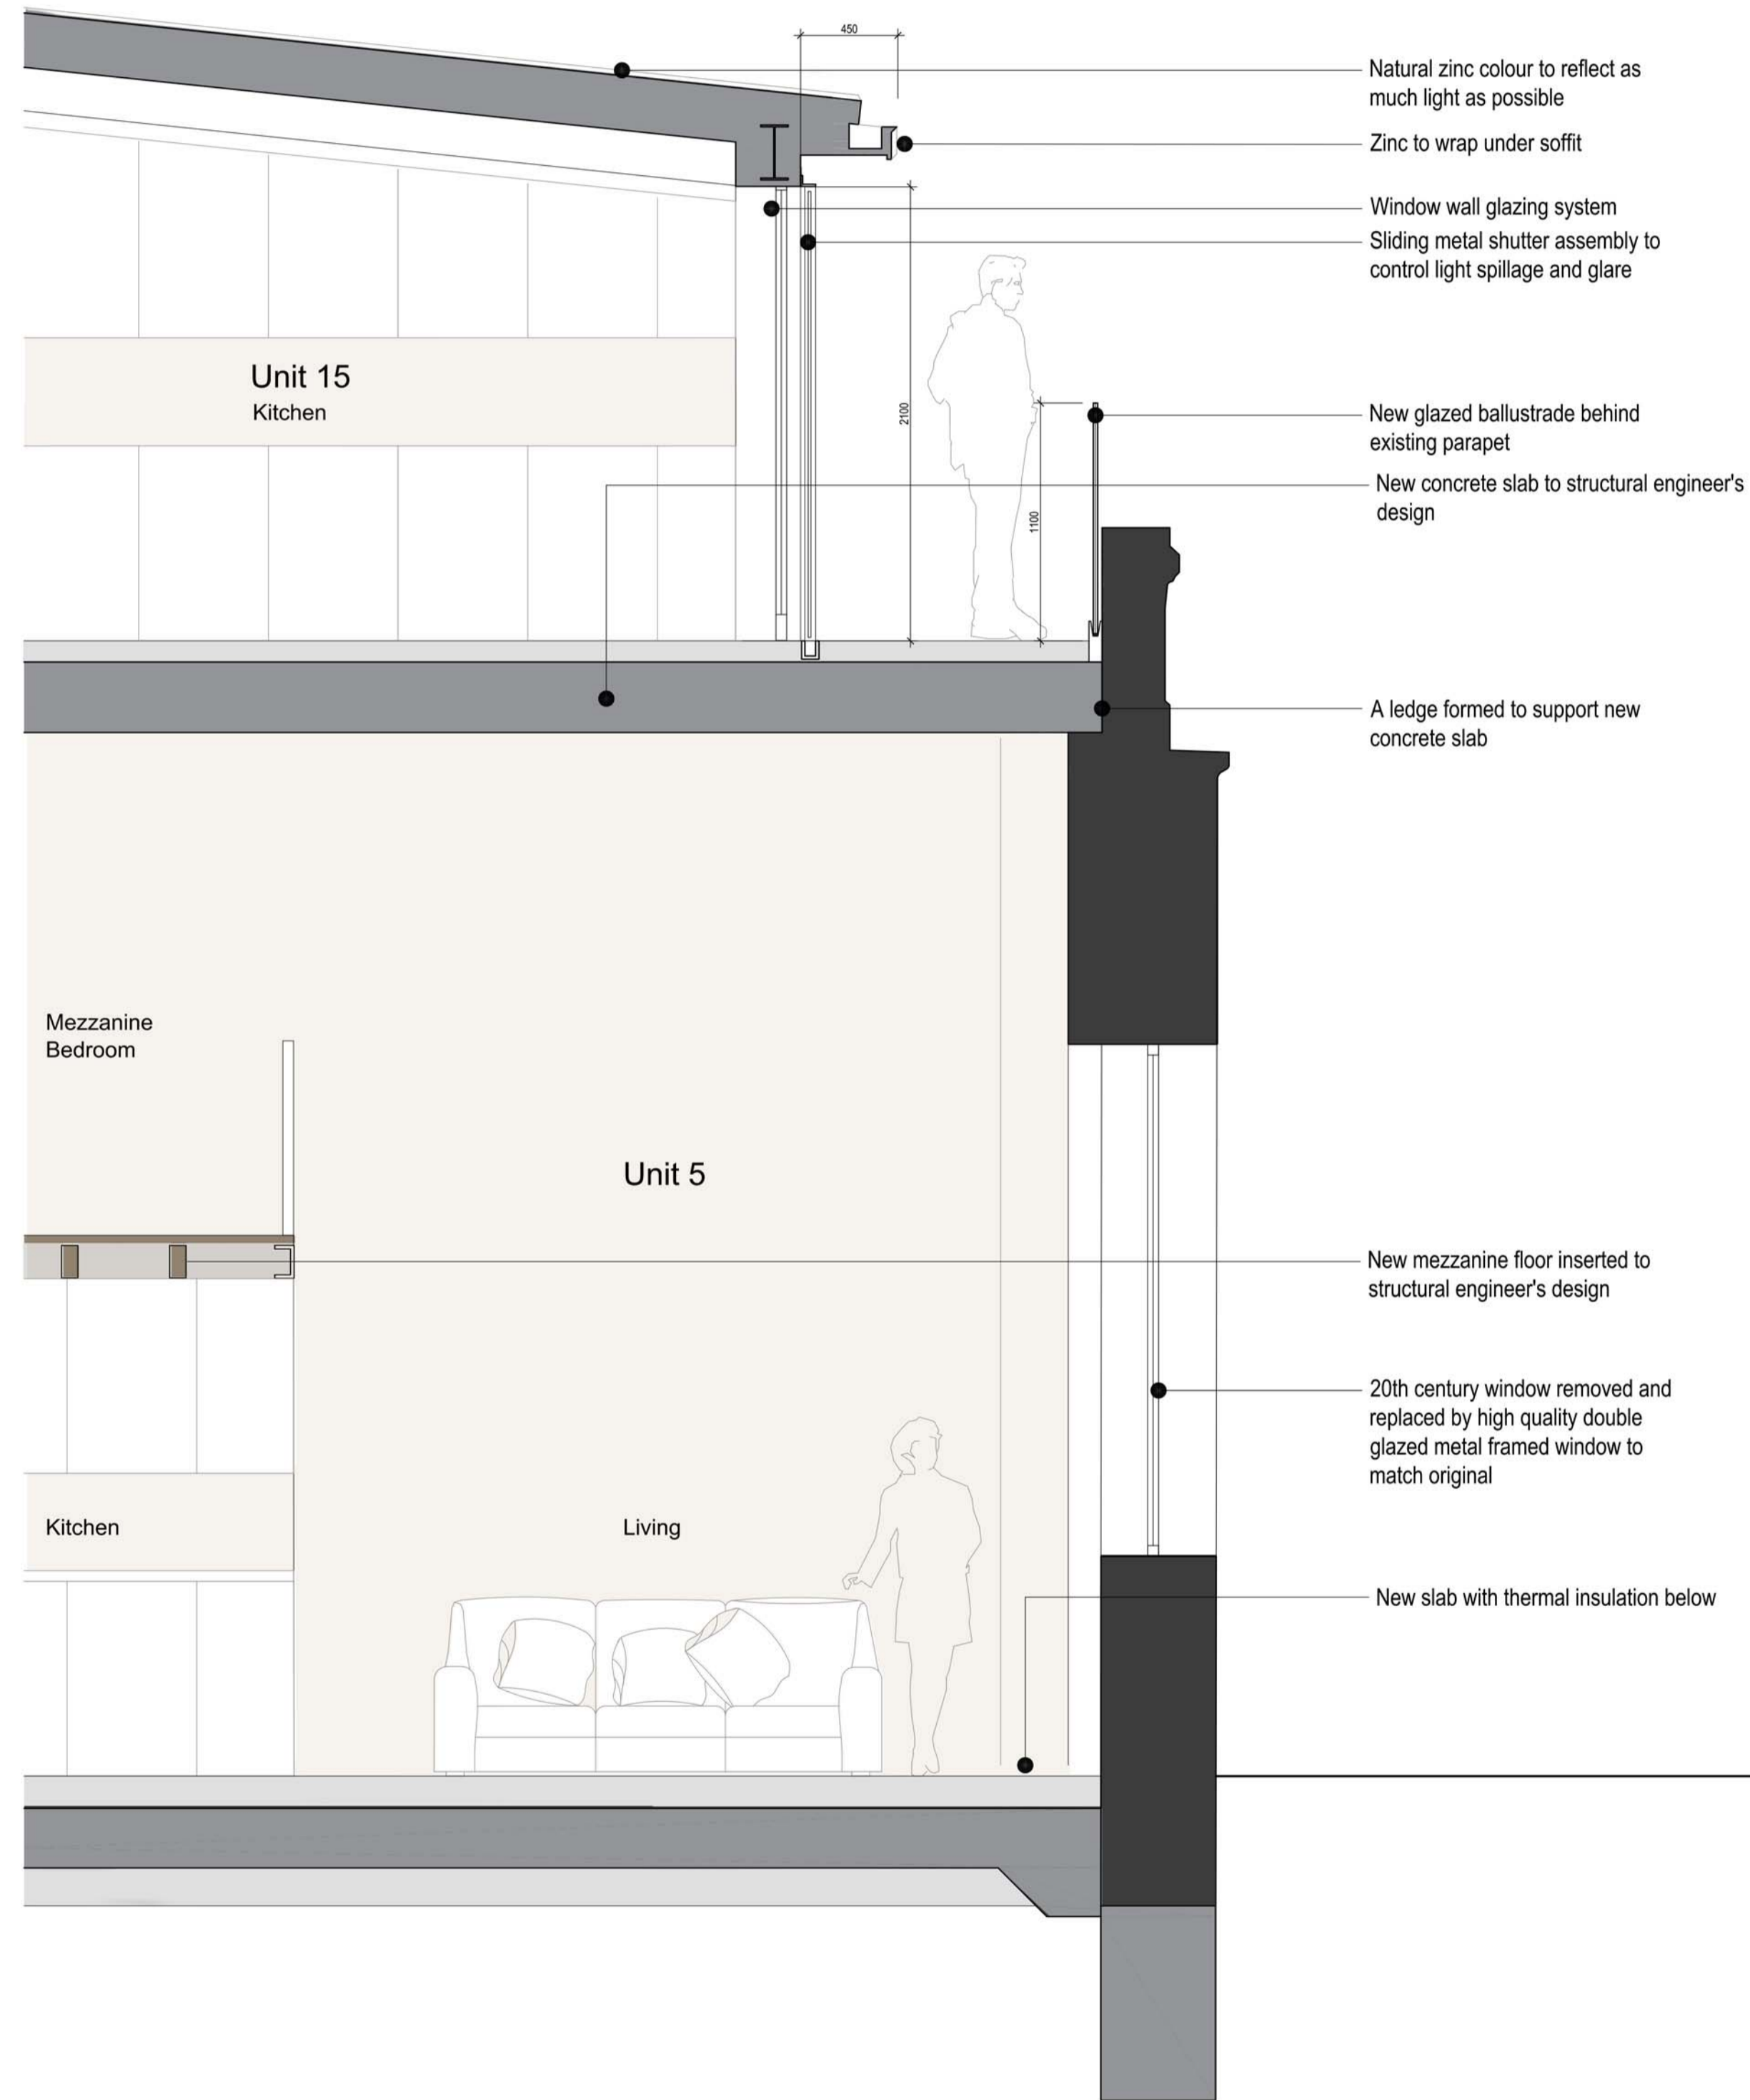 450
Natural zinc colour to reflect as
much light as possible
Zinc to wrap under soffit
Window wall glazing system
Sliding metal shutter assembly to
control light spillage and glare
Unit 15
Kitchen
2100
New glazed ballustrade behind
existing parapet
1100
New concrete slab to structural engineer's
design
A ledge formed to support new
concrete slab
Mezzanine
Bedroom
Unit 5
New mezzanine floor inserted to
structural engineer's design
20th century window removed and
replaced by high quality double
glazed metal framed window to
match original
Kitchen
Living
New slab with thermal insulation below